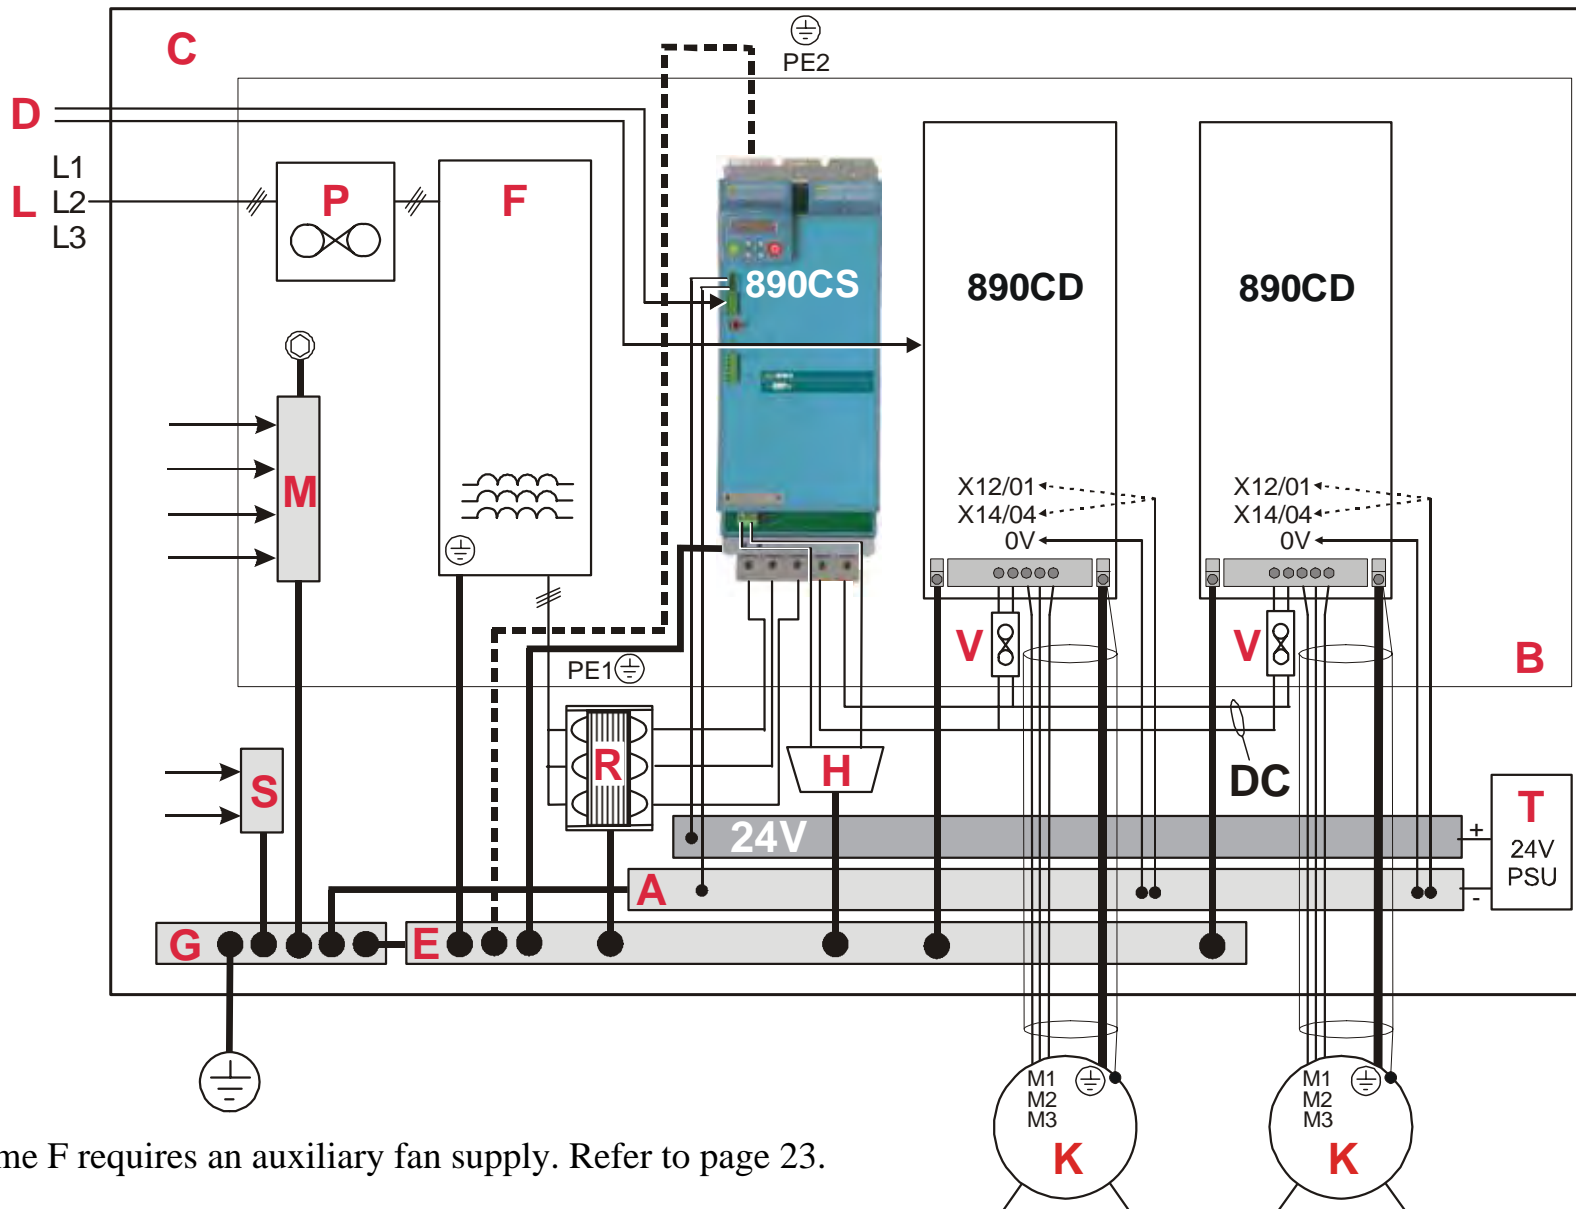 C
PE2
D
L1
L L2
L3
P
F
890CS
890CD
890CD
M
X12/01
X14/04
0V
X12/01
X14/04
0V
V
V
B
PE1
R
H
DC
S
T
24V
PSU
24V
+
-
A
G
E
M1
M2
M3
K
M1
M2
M3
K
me F requires an auxiliary fan supply. Refer to page 23.